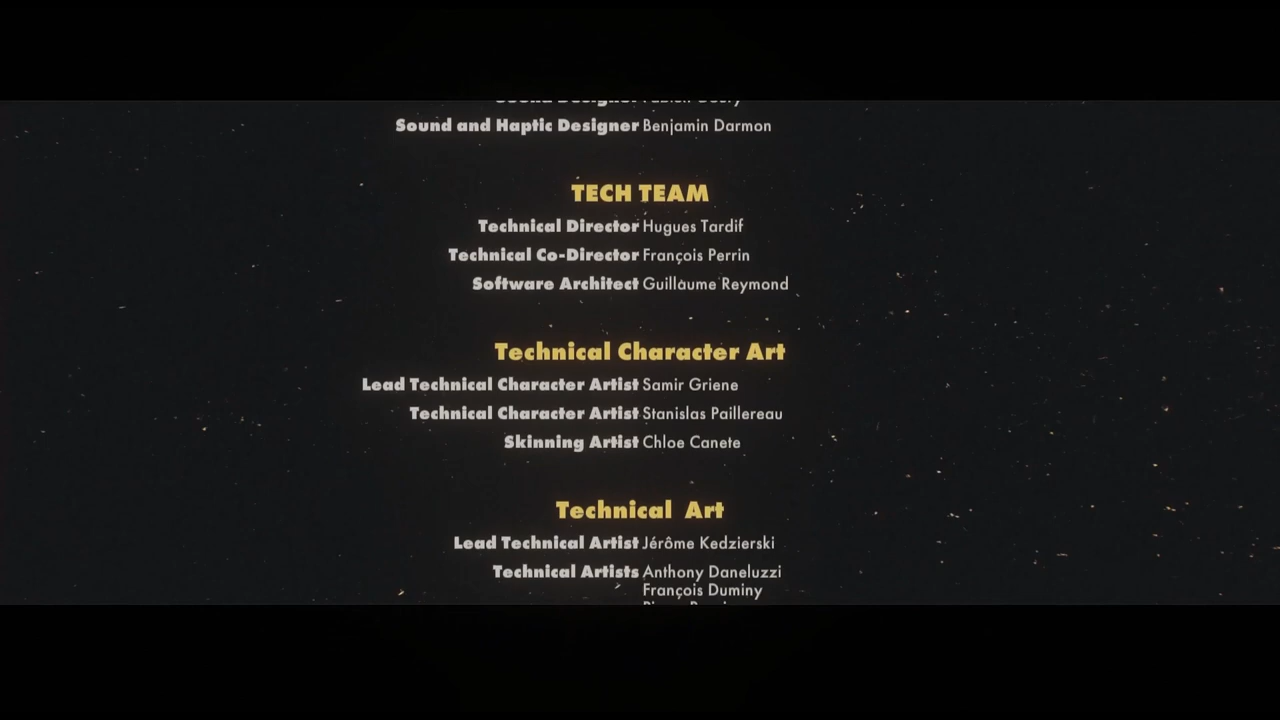 Sound Designer
Sound and Haptic Designer Benjamin Darmon
TECH TEAM
Technical Director Hugues Tardif
Technical Co-Director François Perrin
Software Architect Guillaume Reymond
Technical Character Art
Lead Technical Character Artist Samir Griene
Technical Character Artist Stanislas Paillereau
Skinning Artist Chloe Canete
Technical Art
Lead Technical Artist Jérôme Kedzierski
Technical Artists Anthony Daneluzzi
François Duminy